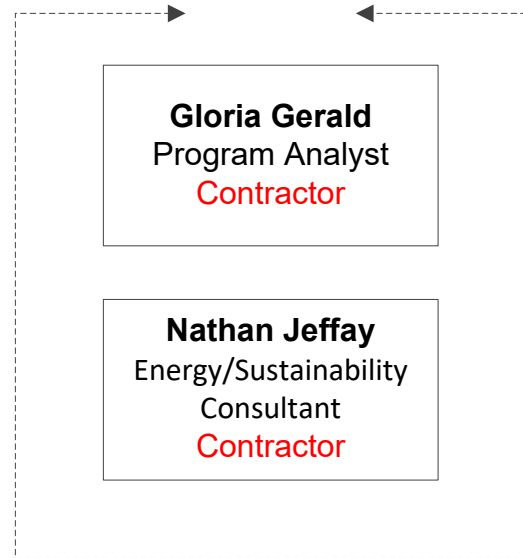 Gloria Gerald
Program Analyst
Contractor
Nathan Jeffay
Energy/Sustainability
Consultant
Contractor